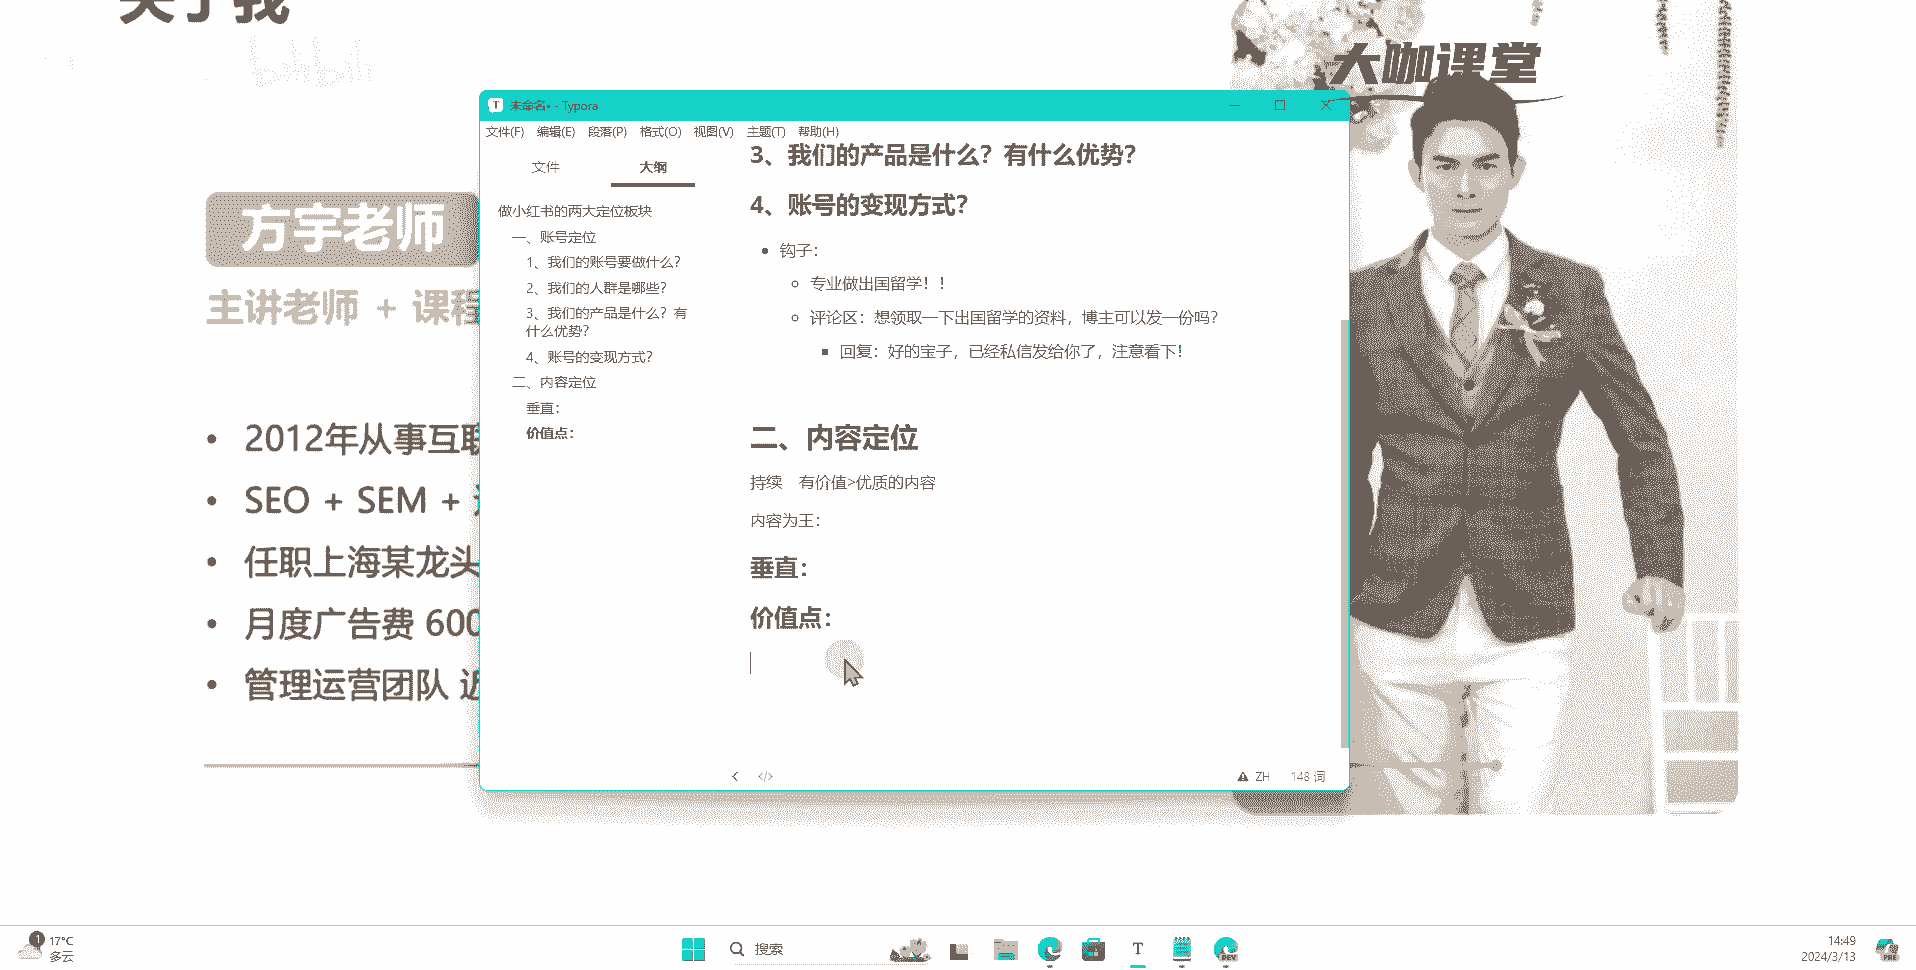 关于我
bilibili
大咖课堂
方宇老师
主讲老师 + 课程
2012年从事互联
SEO + SEM +
任职上海某龙头
月度广告费 600
管理运营团队 近
未命名• - Typora
文件(F) 编辑(E) 段落(P) 格式(O) 视图(V) 主题(T) 帮助(H)
文件 大纲
做小红书的两大定位板块
一、账号定位
1、我们的账号要做什么？
2、我们的人群是哪些？
3、我们的产品是什么？有
什么优势？
4、账号的变现方式？
二、内容定位
垂直：
价值点：
3、我们的产品是什么？有什么优势？
4、账号的变现方式？
钩子：
专业做出国留学！！
评论区：想领取一下出国留学的资料，博主可以发一份吗？
回复：好的宝子，已经私信发给你了，注意看下！
二、内容定位
持续 有价值>优质的内容
内容为王：
垂直：
价值点：
ZH 148 词
1 17°C
多云
搜索
T
DEV
14:49
2024/3/13
PRE